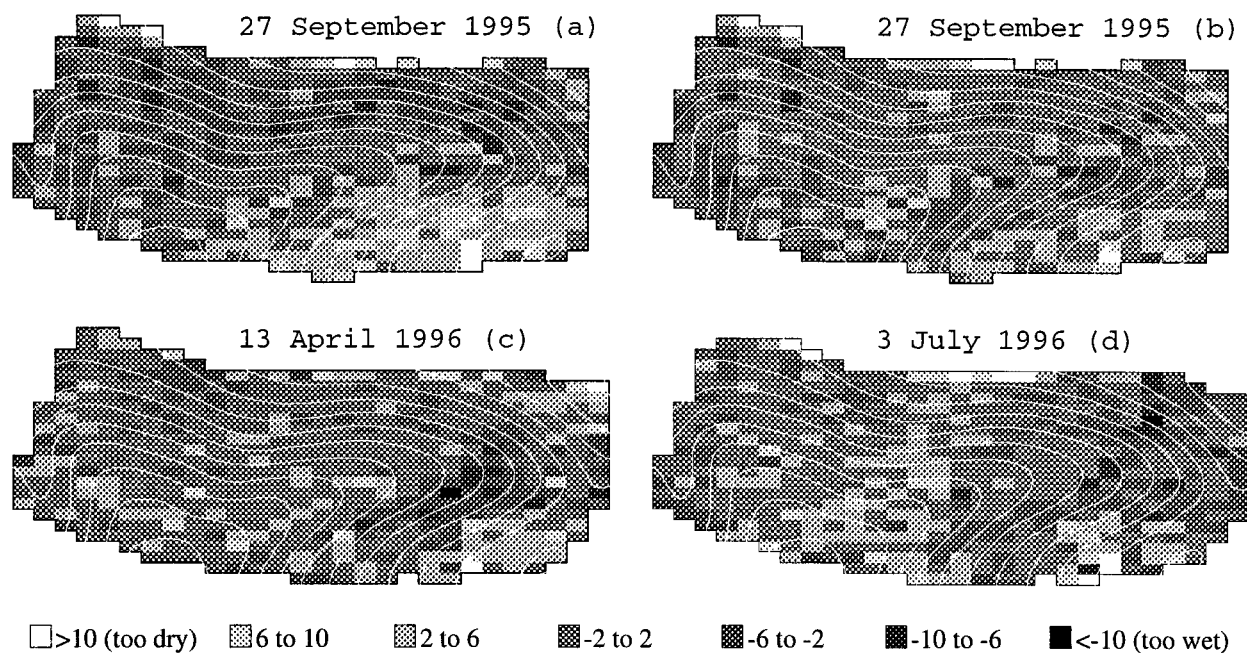 27 September 1995 (a)
27 September 1995 (b)
13 April 1996 (c)
3 July 1996 (d)
>10 (too dry) 6 to 10 2 to 6 -2 to 2 -6 to -2 -10 to -6 <-10 (too wet)